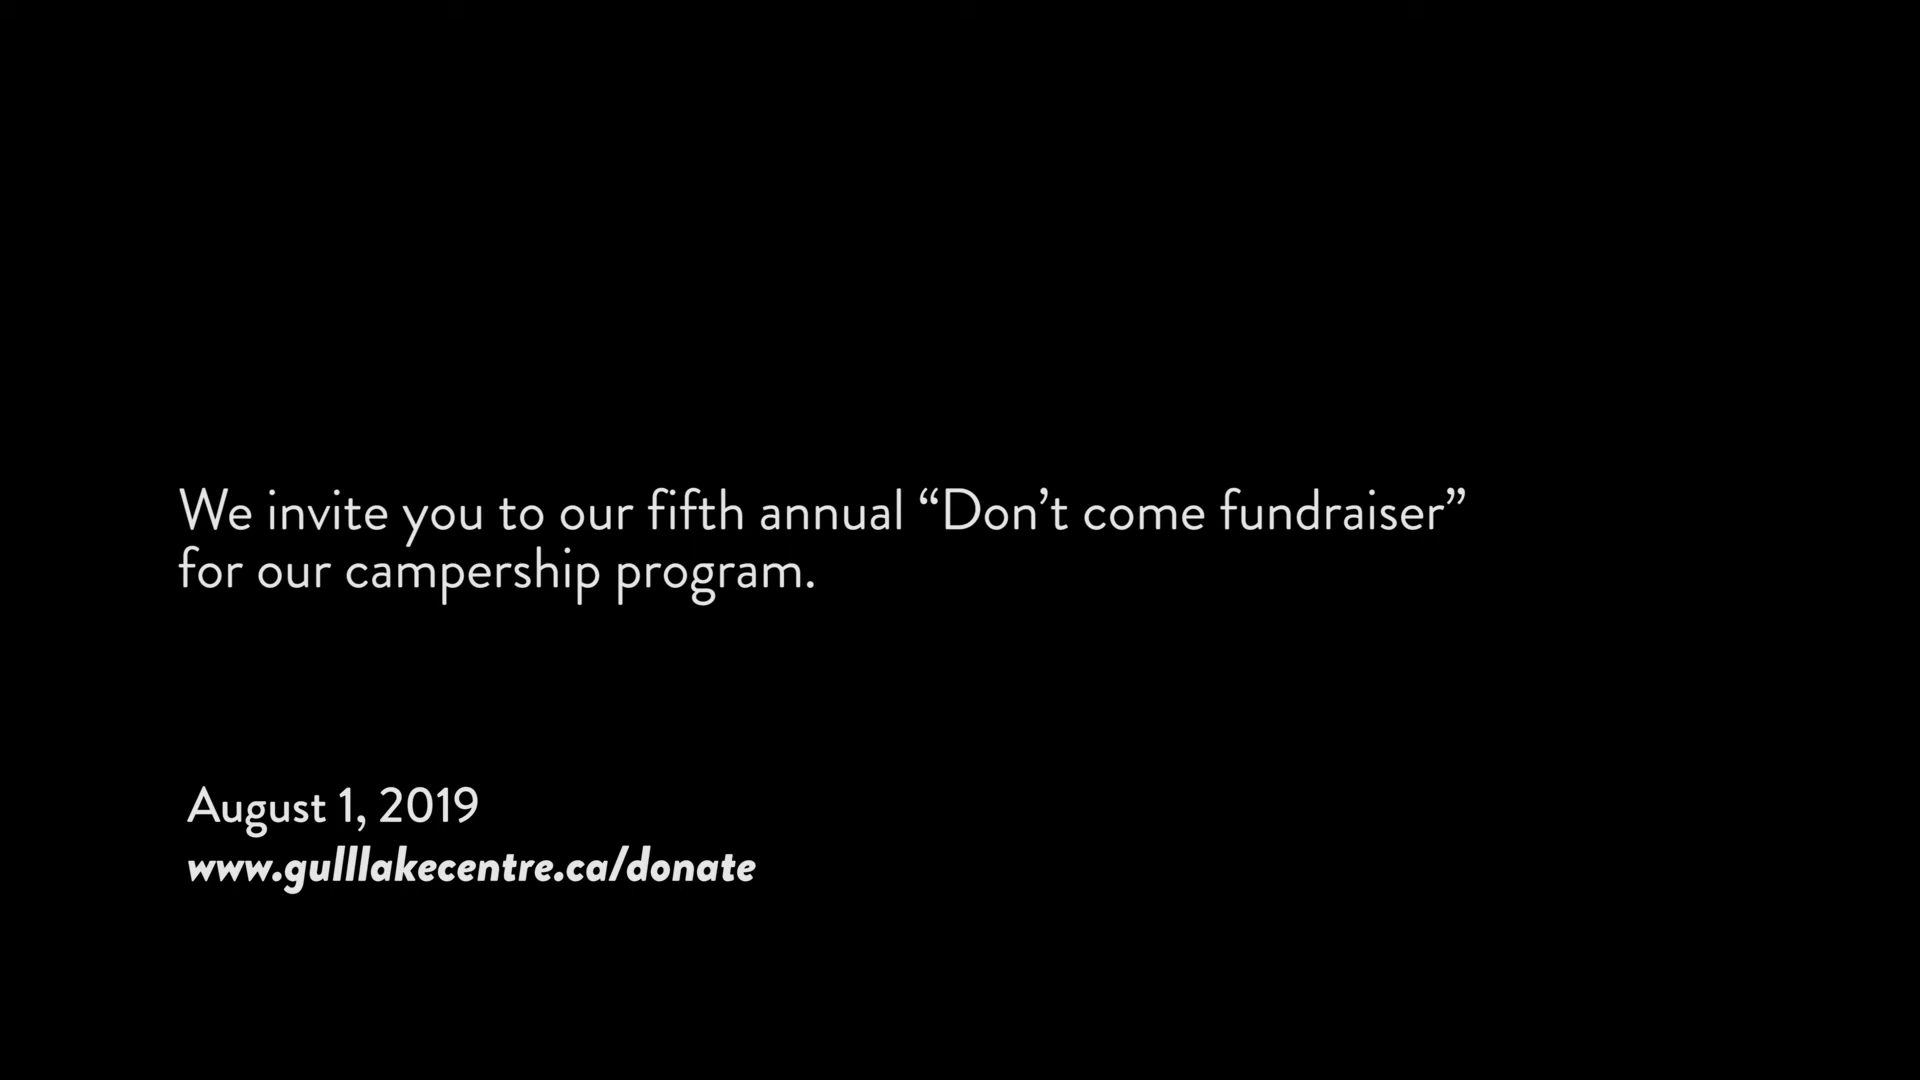 We invite you to our fifth annual “Don’t come fundraiser”
for our campership program.
August 1, 2019
www.gulllakecentre.ca/donate